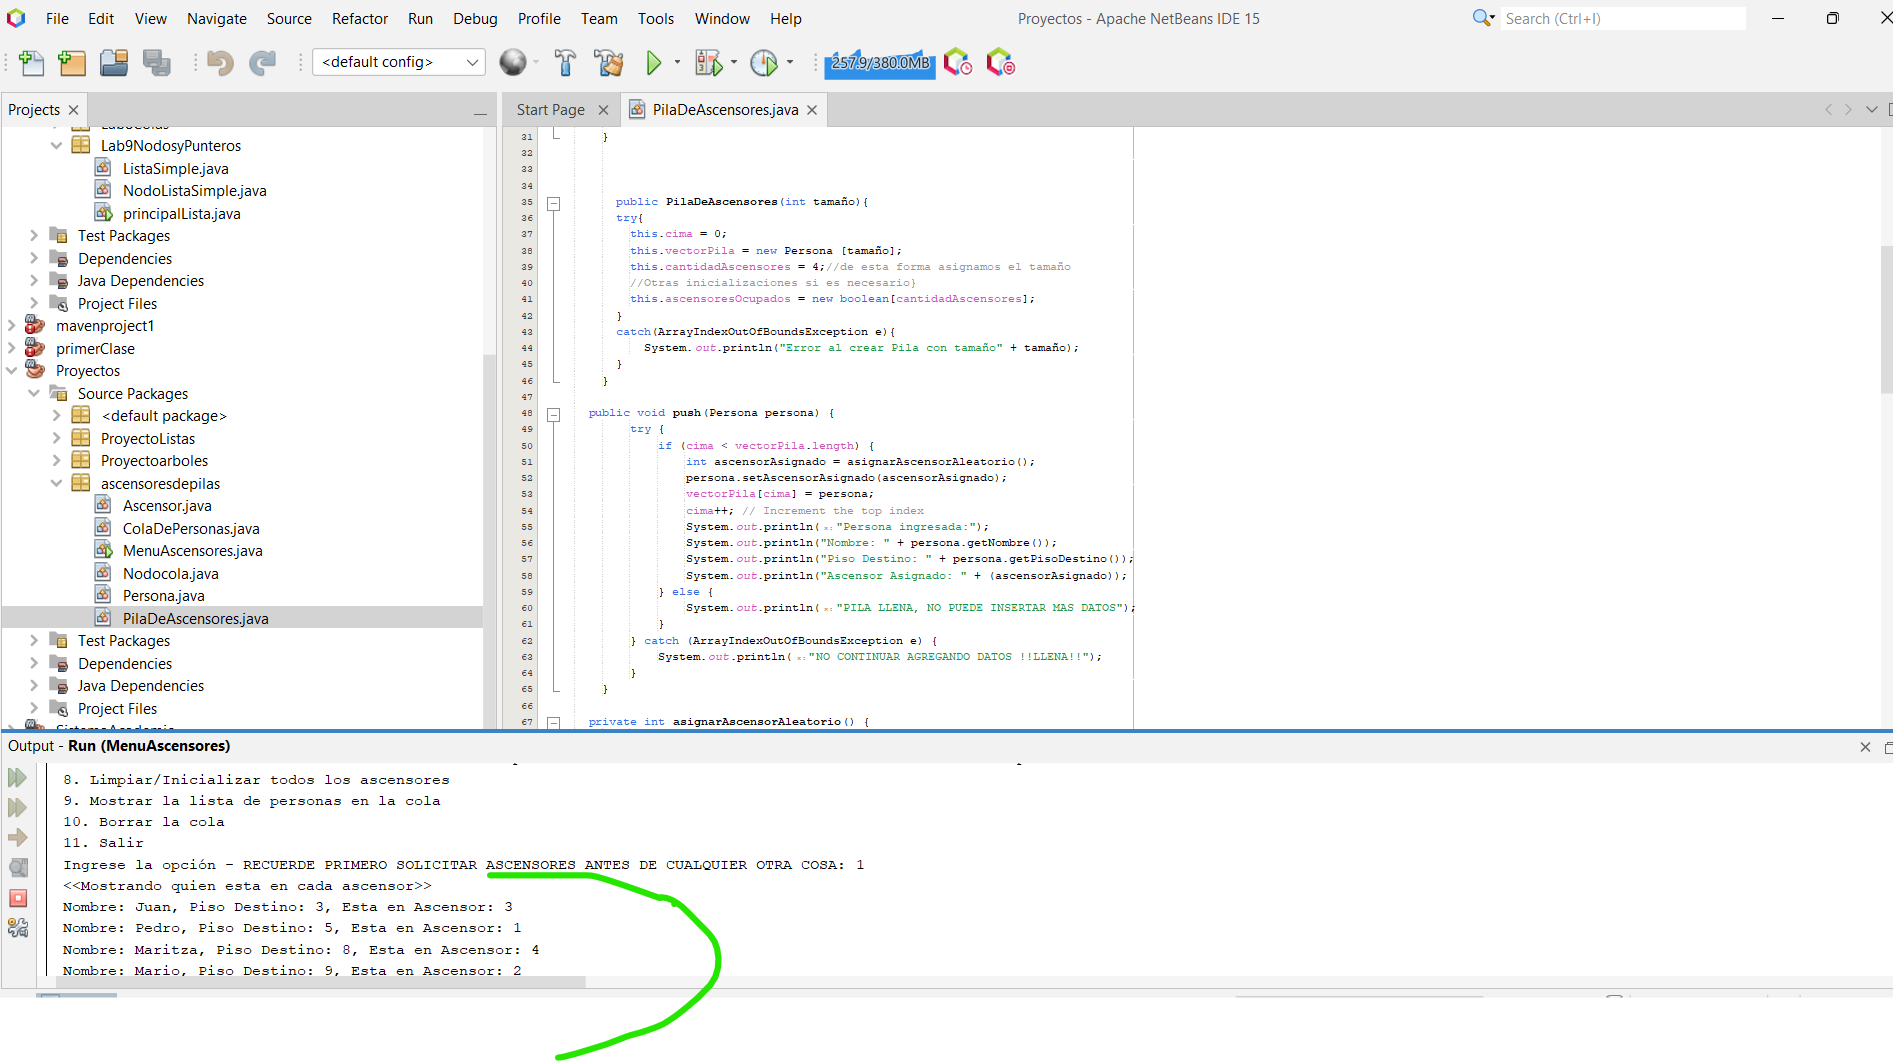 File Edit View Navigate Source Refactor Run Debug Profile Team Tools Window Help
Proyectos - Apache NetBeans IDE 15
Search (Ctrl+I)
<default config>
257.9/380.0MB
Projects
Start Page
PilaDeAscensores.java
Lab9NodosyPunteros
ListaSimple.java
NodoListaSimple.java
principalLista.java
Test Packages
Dependencies
Java Dependencies
Project Files
mavenproject1
primerClase
Proyectos
Source Packages
<default package>
ProyectoListas
Proyectoarboles
ascensoresdepilas
Ascensor.java
ColaDePersonas.java
MenuAscensores.java
Nodocola.java
Persona.java
PilaDeAscensores.java
Test Packages
Dependencies
Java Dependencies
Project Files
31 }
32
33
34
35 public PilaDeAscensores(int tamaño){
36 try{
37 this.cima = 0;
38 this.vectorPila = new Persona [tamaño];
39 this.cantidadAscensores = 4;//de esta forma asignamos el tamaño
40 //Otras inicializaciones si es necesario}
41 this.ascensoresOcupados = new boolean[cantidadAscensores];
42 }
43 catch(ArrayIndexOutOfBoundsException e){
44 System.out.println("Error al crear Pila con tamaño" + tamaño);
45 }
46 }
47
48 public void push(Persona persona) {
49 try {
50 if (cima < vectorPila.length) {
51 int ascensorAsignado = asignarAscensorAleatorio();
52 persona.setAscensorAsignado(ascensorAsignado);
53 vectorPila[cima] = persona;
54 cima++; // Increment the top index
55 System.out.println( x: "Persona ingresada:");
56 System.out.println("Nombre: " + persona.getNombre());
57 System.out.println("Piso Destino: " + persona.getPisoDestino());
58 System.out.println("Ascensor Asignado: " + (ascensorAsignado));
59 } else {
60 System.out.println( x: "PILA LLENA, NO PUEDE INSERTAR MAS DATOS");
61 }
62 } catch (ArrayIndexOutOfBoundsException e) {
63 System.out.println( x: "NO CONTINUAR AGREGANDO DATOS !!LLENA!!");
64 }
65 }
66
67 private int asignarAscensorAleatorio() {
Output - Run (MenuAscensores)
8. Limpiar/Inicializar todos los ascensores
9. Mostrar la lista de personas en la cola
10. Borrar la cola
11. Salir
Ingrese la opción - RECUERDE PRIMERO SOLICITAR ASCENSORES ANTES DE CUALQUIER OTRA COSA: 1
<<Mostrando quien esta en cada ascensor>>
Nombre: Juan, Piso Destino: 3, Esta en Ascensor: 3
Nombre: Pedro, Piso Destino: 5, Esta en Ascensor: 1
Nombre: Maritza, Piso Destino: 8, Esta en Ascensor: 4
Nombre: Mario, Piso Destino: 9, Esta en Ascensor: 2